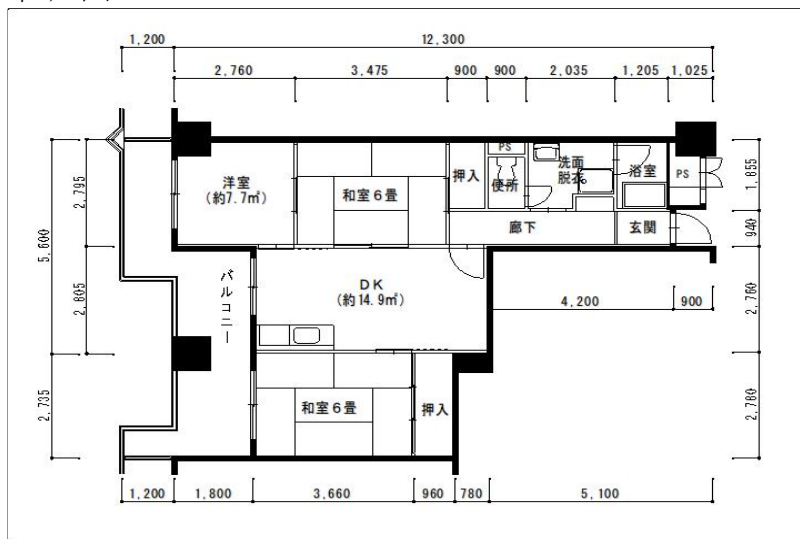 1,200
12,300
2,760
3,475
900
900
2,035
1,205
1,025
5,600
2,795
2,805
2,735
洋室
(約7.7㎡)
和室6畳
押入
PS
便所
洗面
脱衣
浴室
PS
廊下
玄関
1,855
940
2,760
2,780
バルコニー
DK
(約14.9㎡)
4,200
900
和室6畳
押入
1,200
1,800
3,660
960
780
5,100